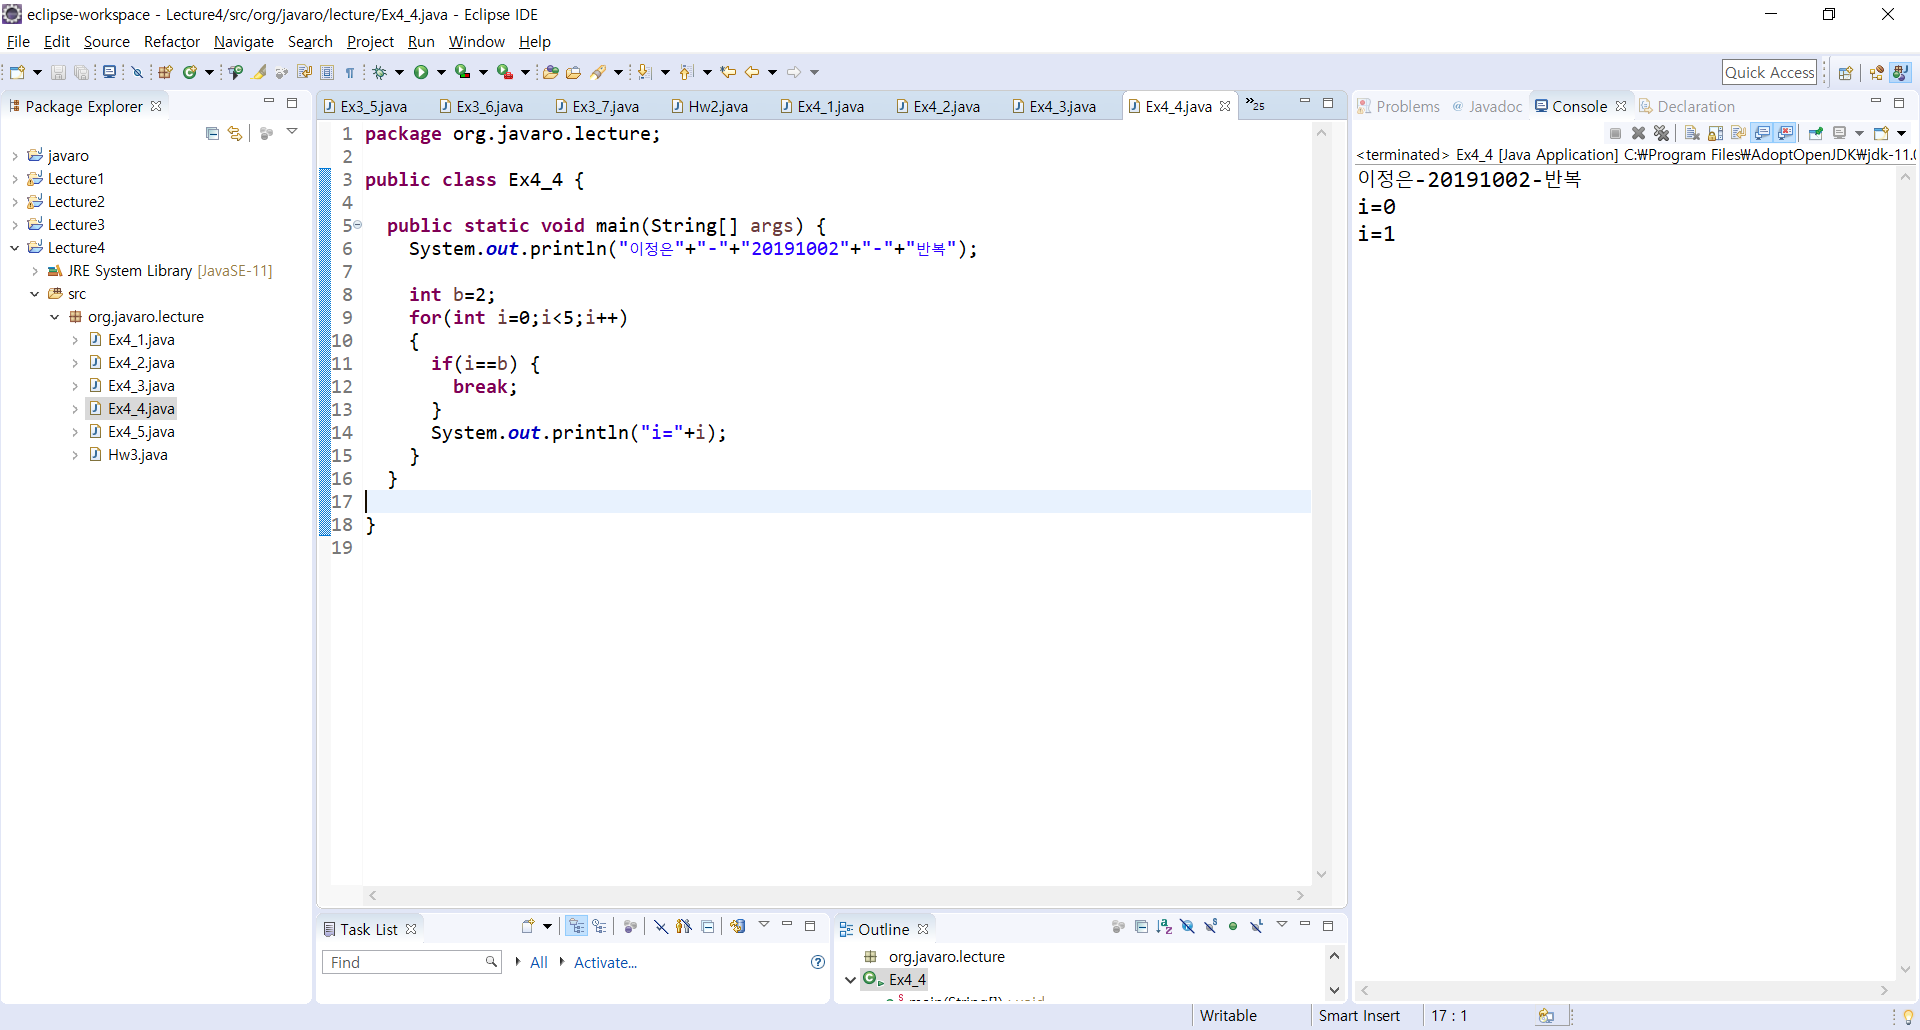 eclipse-workspace - Lecture4/src/org/javaro/lecture/Ex4_4.java - Eclipse IDE
File Edit Source Refactor Navigate Search Project Run Window Help
Quick Access
Package Explorer
javaro
Lecture1
Lecture2
Lecture3
Lecture4
JRE System Library [JavaSE-11]
src
org.javaro.lecture
Ex4_1.java
Ex4_2.java
Ex4_3.java
Ex4_4.java
Ex4_5.java
Hw3.java
Ex3_5.java Ex3_6.java Ex3_7.java Hw2.java Ex4_1.java Ex4_2.java Ex4_3.java Ex4_4.java »25
1 package org.javaro.lecture;
2
3 public class Ex4_4 {
4
5 public static void main(String[] args) {
6 System.out.println("이정은"+"-"+"20191002"+"-"+"반복");
7
8 int b=2;
9 for(int i=0;i<5;i++)
10 {
11 if(i==b) {
12 break;
13 }
14 System.out.println("i="+i);
15 }
16 }
17
18 }
19
Problems Javadoc Console Declaration
<terminated> Ex4_4 [Java Application] C:₩Program Files₩AdoptOpenJDK₩jdk-11.0
이정은-20191002-반복
i=0
i=1
Task List
Find All Activate...
Outline
org.javaro.lecture
Ex4_4
main(String[]) : void
Writable Smart Insert 17 : 1